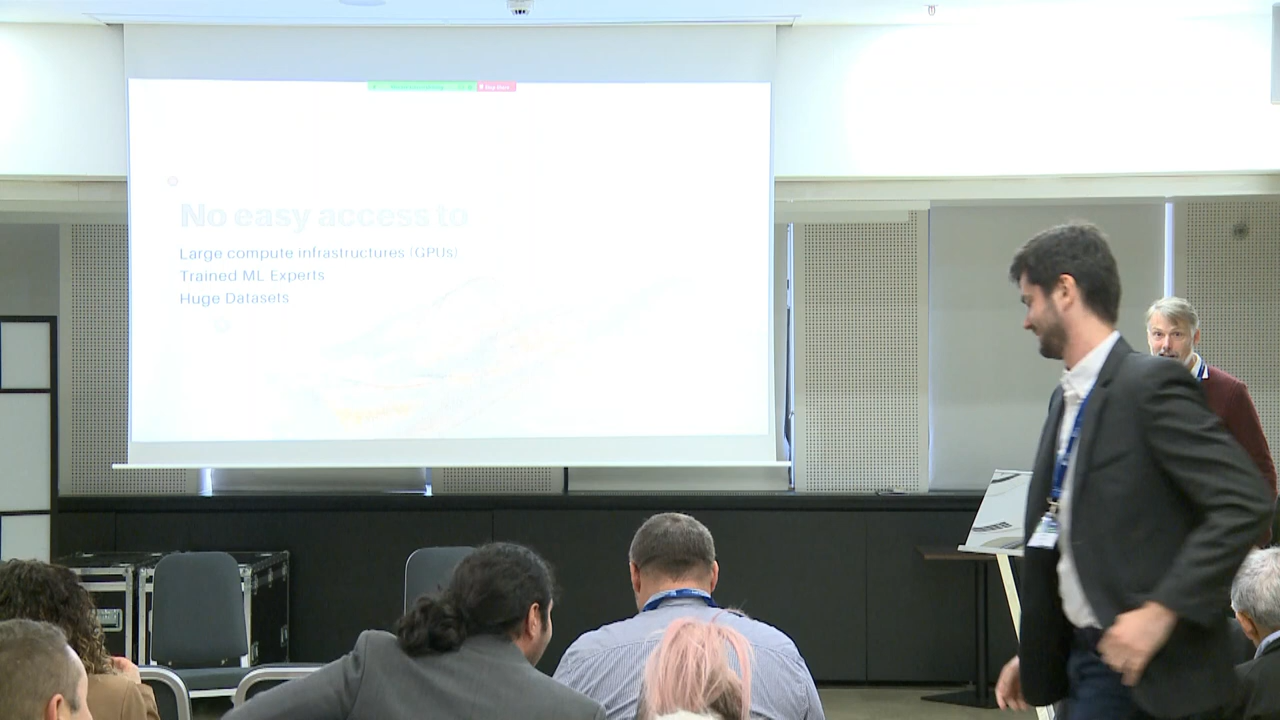 No easy access to
Large compute infrastructures (GPUs)
Trained ML Experts
Huge Datasets